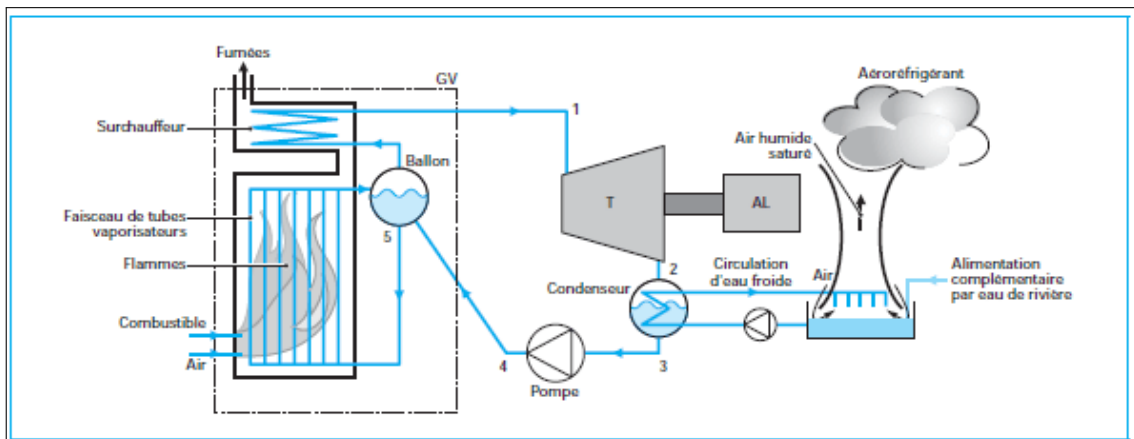 Fumées
GV
Aéroréfrigérant
1
Surchauffeur
Air humide
saturé
Ballon
T
AL
Faisceau de tubes
vaporisateurs
5
Flammes
2
Circulation
d'eau froide
Air
Alimentation
complémentaire
par eau de rivière
Condenseur
Combustible
Air
4
3
Pompe